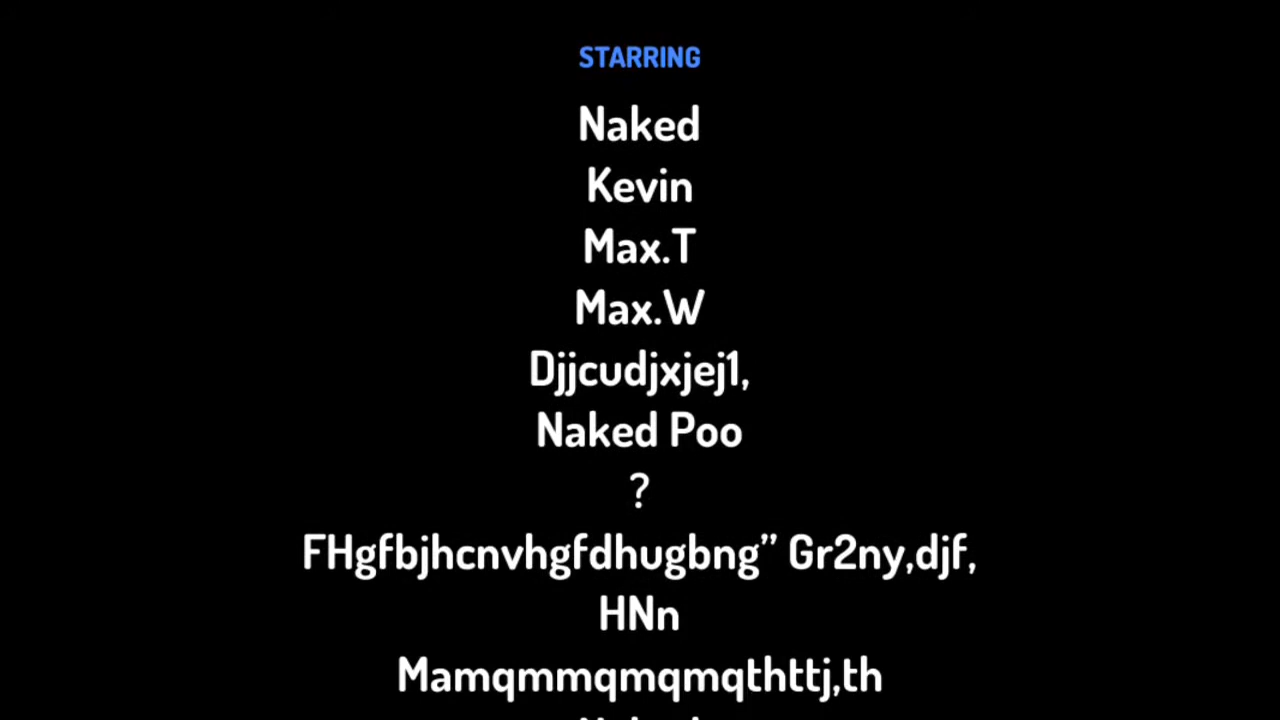 STARRING
Naked
Kevin
Max.T
Max.W
Djjcudjxjej1,
Naked Poo
?
FHgfbjhcnvhgfdhugbng” Gr2ny,djf,
HNn
Mamqmmqmqmqthttj,th